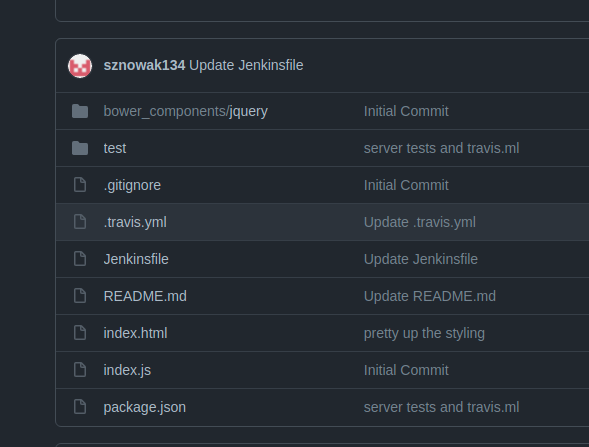 sznowak134 Update Jenkinsfile
bower_components/jquery Initial Commit
test server tests and travis.ml
.gitignore Initial Commit
.travis.yml Update .travis.yml
Jenkinsfile Update Jenkinsfile
README.md Update README.md
index.html pretty up the styling
index.js Initial Commit
package.json server tests and travis.ml